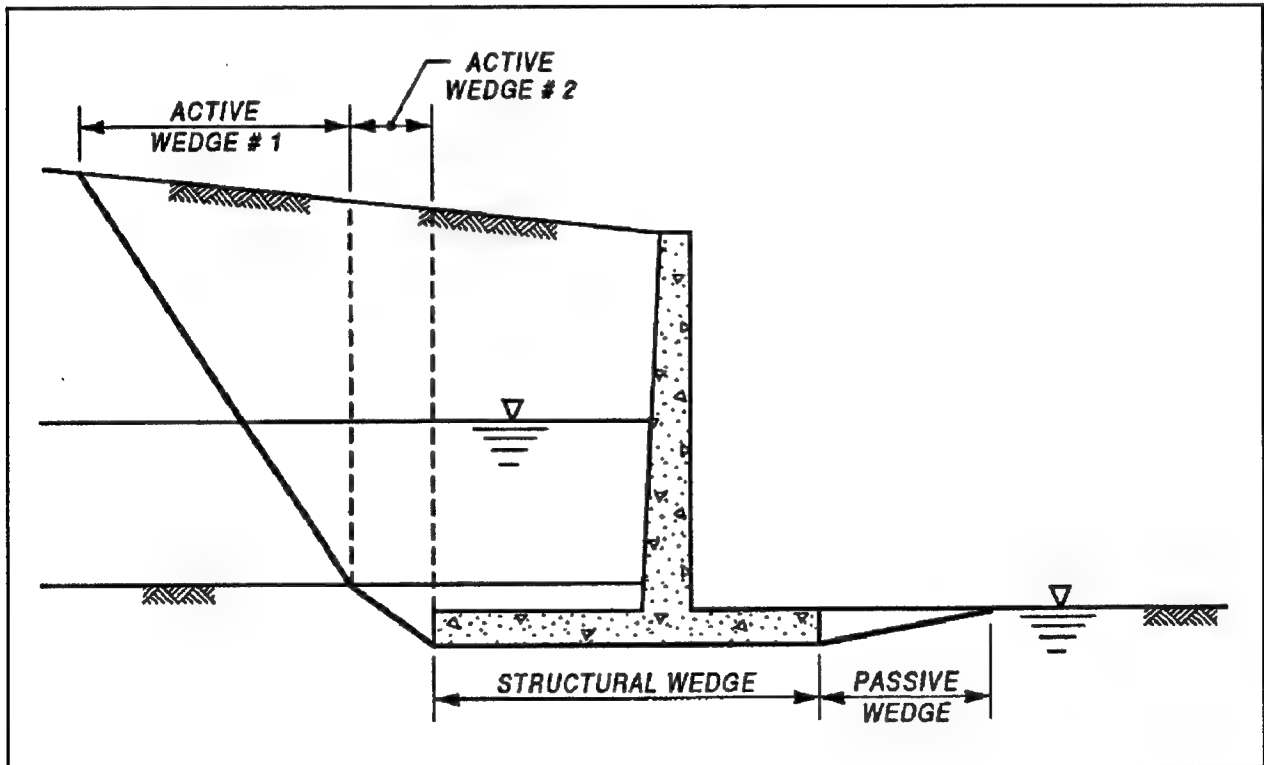 ACTIVE
WEDGE # 2
ACTIVE
WEDGE # 1
STRUCTURAL WEDGE
PASSIVE
WEDGE